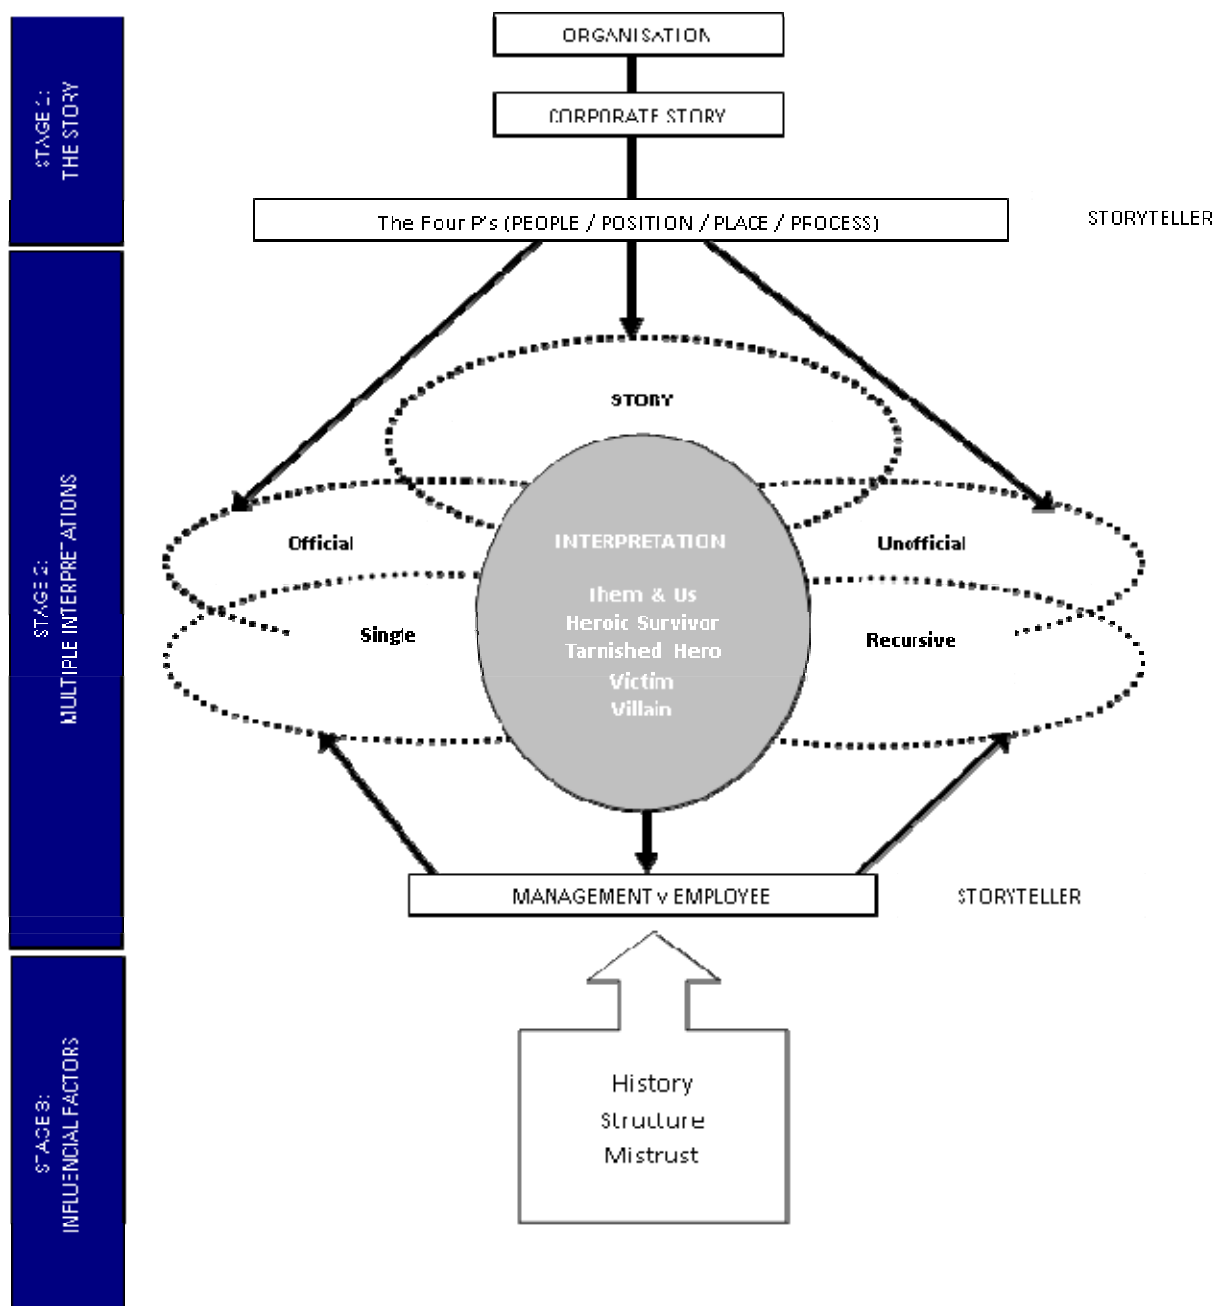 ORGANISATION
CORPORATE STORY
STAGE 1:
THE STORY
The Four P's (PEOPLE / POSITION / PLACE / PROCESS)
STORYTELLER
STORY
Official
Unofficial
INTERPRETATION
Them & Us
Heroic Survivor
Tarnished Hero
Victim
Villain
Single
Recursive
STAGE 2:
MULTIPLE INTERPRETATIONS
MANAGEMENT v EMPLOYEE
STORYTELLER
History
Structure
Mistrust
STAGE 3:
INFLUENCIAL FACTORS